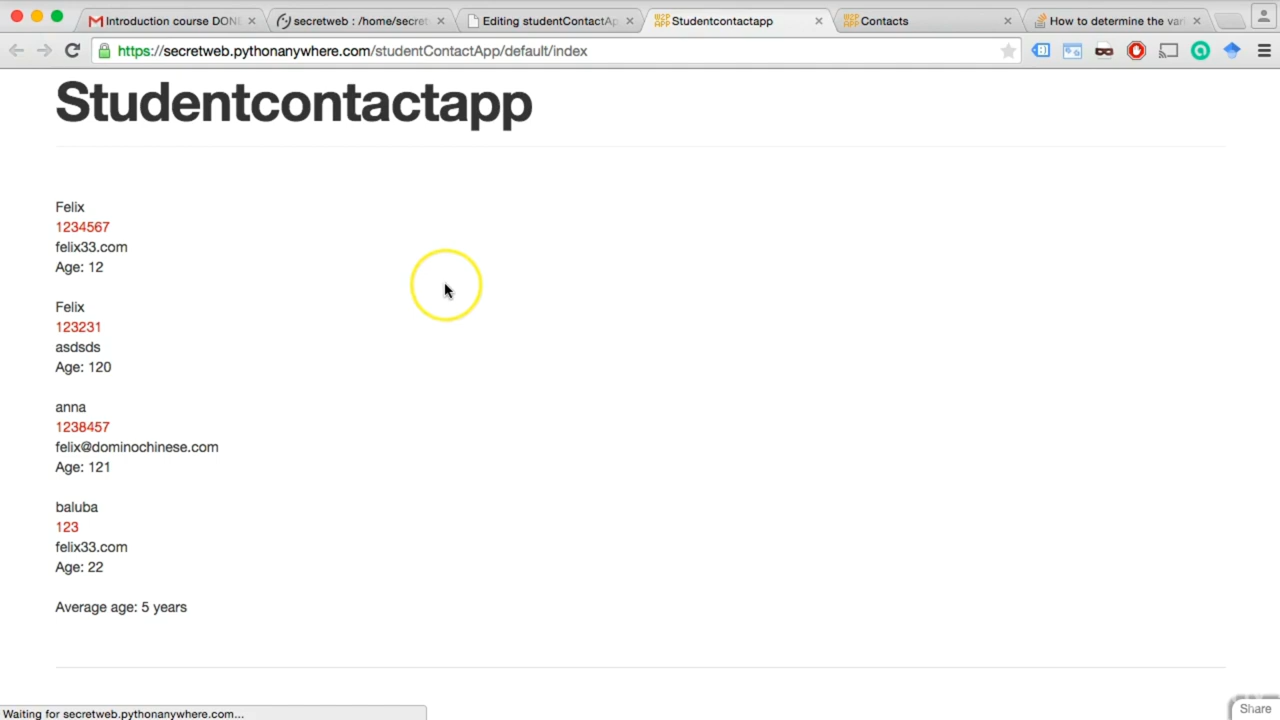 Introduction course DONE
secretweb : /home/secret
Editing studentContactAp
Studentcontactapp
Contacts
How to determine the vari
https://secretweb.pythonanywhere.com/studentContactApp/default/index
Studentcontactapp
Felix
1234567
felix33.com
Age: 12
Felix
123231
asdsds
Age: 120
anna
1238457
felix@dominochinese.com
Age: 121
baluba
123
felix33.com
Age: 22
Average age: 5 years
Waiting for secretweb.pythonanywhere.com...
Share